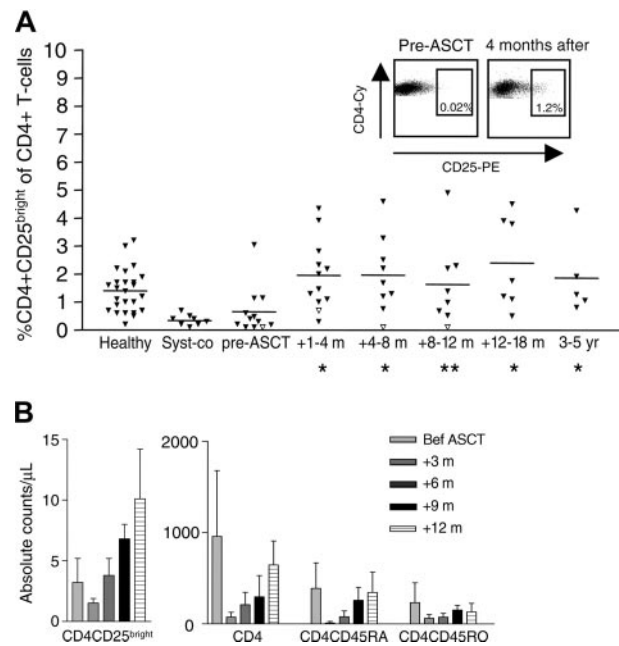 A
%CD4+CD25bright of CD4+ T-cells
10
9
8
7
6
5
4
3
2
1
0
Pre-ASCT 4 months after
CD4-Cy
0.02% 1.2%
CD25-PE
Healthy Syst-co pre-ASCT +1-4 m +4-8 m +8-12 m +12-18 m 3-5 yr
* * ** * *
B
Absolute counts/µL
15
10
5
0
CD4CD25bright
2000
1000
0
CD4 CD4CD45RA CD4CD45RO
Bef ASCT
+3 m
+6 m
+9 m
+12 m